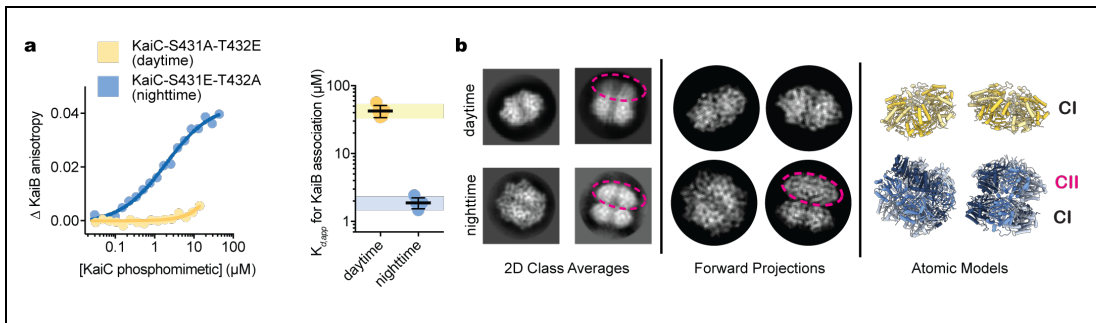 a
KaiC-S431A-T432E
(daytime)
KaiC-S431E-T432A
(nighttime)
Δ KaiB anisotropy
0.04
0.02
0.00
0.1
1
10
100
[KaiC phosphomimetic] (μM)
K d,app for KaiB association (μM)
100
10
1
daytime
nighttime
b
daytime
nighttime
2D Class Averages
Forward Projections
CI
CII
CI
Atomic Models